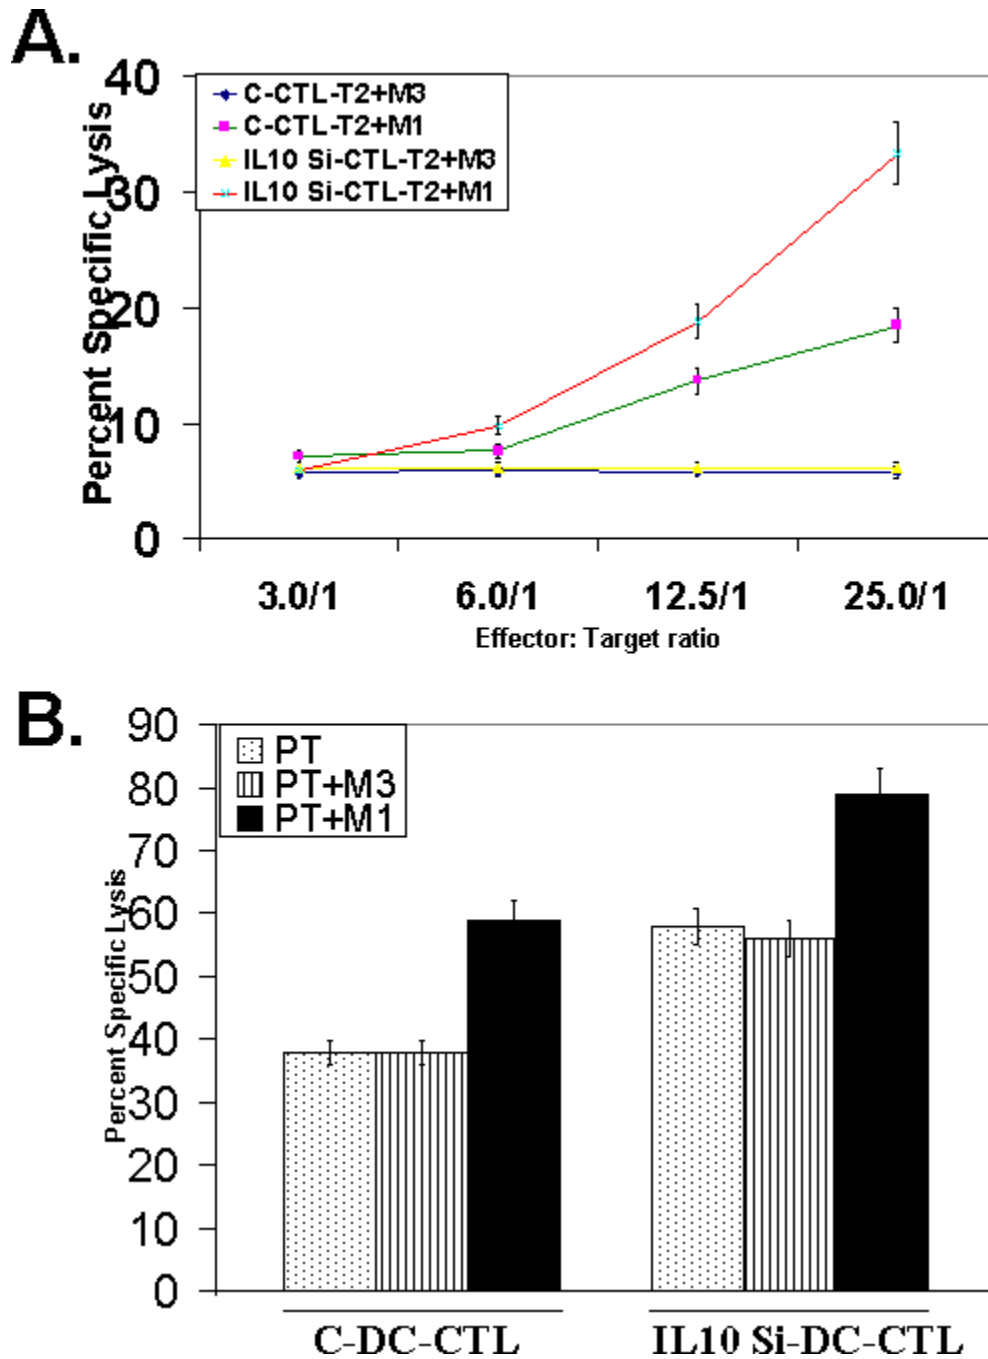 A.
40
30
20
10
0
Percent Specific Lysis
C-CTL-T2+M3
C-CTL-T2+M1
IL10 Si-CTL-T2+M3
IL10 Si-CTL-T2+M1
3.0/1 6.0/1 12.5/1 25.0/1
Effector: Target ratio
B.
90
80
70
60
50
40
30
20
10
0
Percent Specific Lysis
PT
PT+M3
PT+M1
C-DC-CTL IL10 Si-DC-CTL